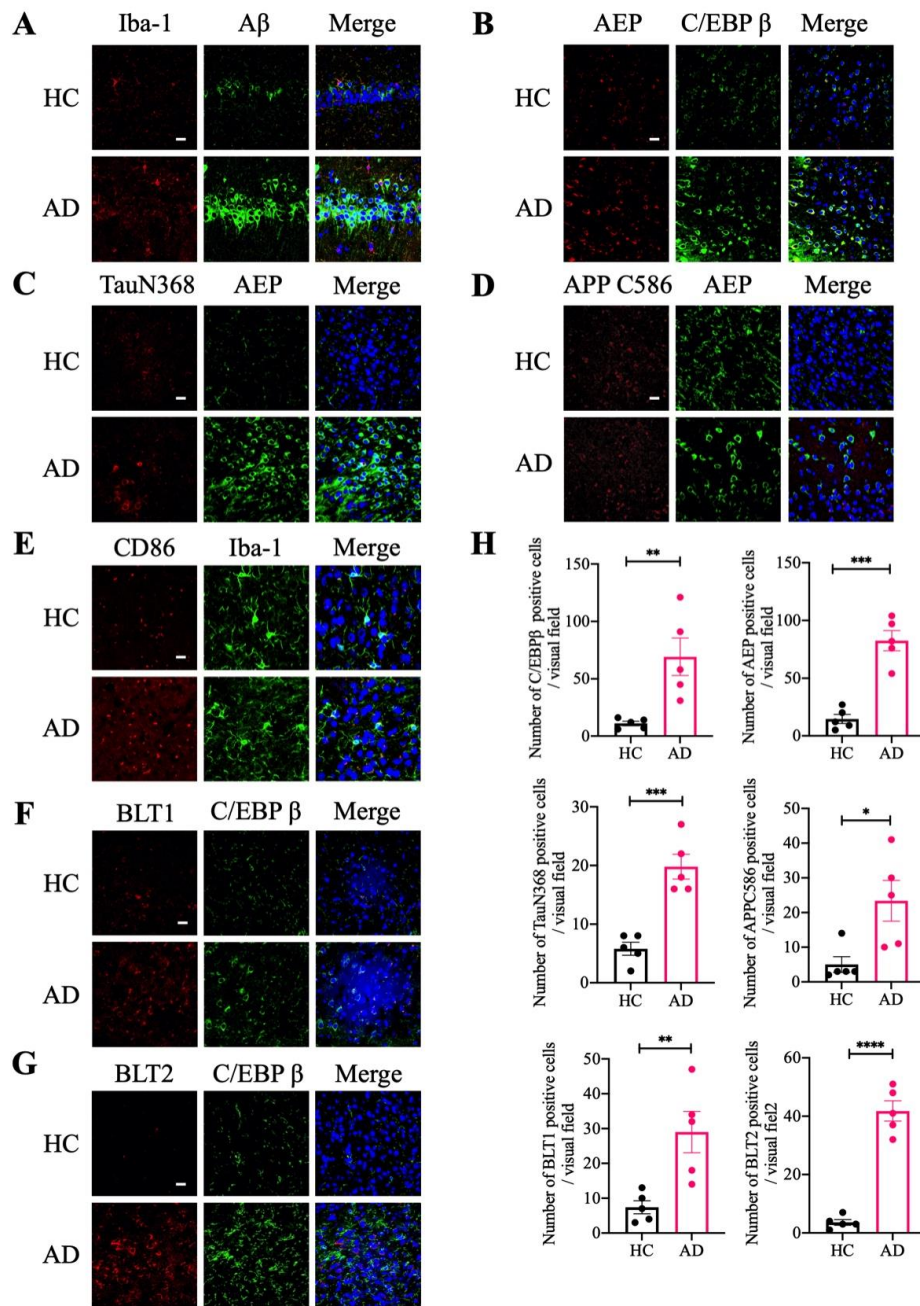 A
Iba-1 Aβ Merge
HC
AD
B
AEP C/EBP β Merge
HC
AD
C
TauN368 AEP Merge
HC
AD
D
APP C586 AEP Merge
HC
AD
E
CD86 Iba-1 Merge
HC
AD
F
BLT1 C/EBP β Merge
HC
AD
G
BLT2 C/EBP β Merge
HC
AD
H
Number of C/EBPβ positive cells
/ visual field
150
100
50
0
**
HC AD
Number of AEP positive cells
/ visual field
150
100
50
0
***
HC AD
Number of TauN368 positive cells
/ visual field
30
20
10
0
***
HC AD
Number of APPC586 positive cells
/ visual field
50
40
30
20
10
0
*
HC AD
Number of BLT1 positive cells
/ visual field
50
40
30
20
10
0
**
HC AD
Number of BLT2 positive cells
/ visual fiel2
60
40
20
0
****
HC AD